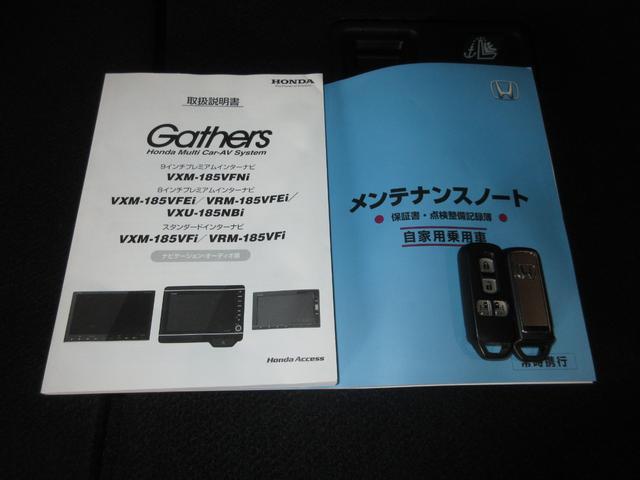 HONDA
The Power of Dreams
取扱説明書
Gathers
Honda Multi Car-AV System
9インチプレミアムインターナビ
VXM-185VFNi
8インチプレミアムインターナビ
VXM-185VFEi／VRM-185VFEi／
VXU-185NBi
スタンダードインターナビ
VXM-185VFi／VRM-185VFi
ナビゲーション・オーディオ編
Honda Access
メンテナンスノート
● 保証書・点検整備記録簿 ●
自家用乗用車
常時携行